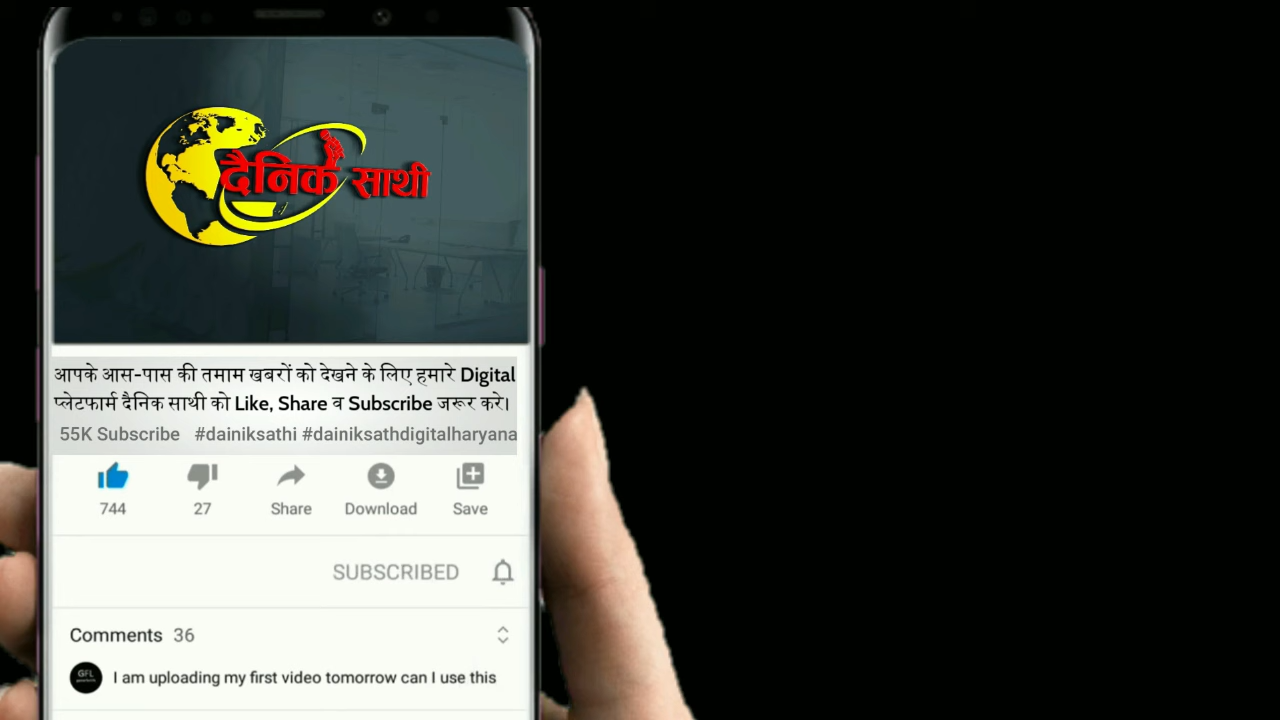 दैनिक साथी
आपके आस-पास की तमाम खबरों को देखने के लिए हमारे Digital
प्लेटफार्म दैनिक साथी को Like, Share व Subscribe जरूर करे।
55K Subscribe #dainiksathi #dainiksathdigitalharyana
744 27 Share Download Save
SUBSCRIBED
Comments 36
GFL
I am uploading my first video tomorrow can I use this